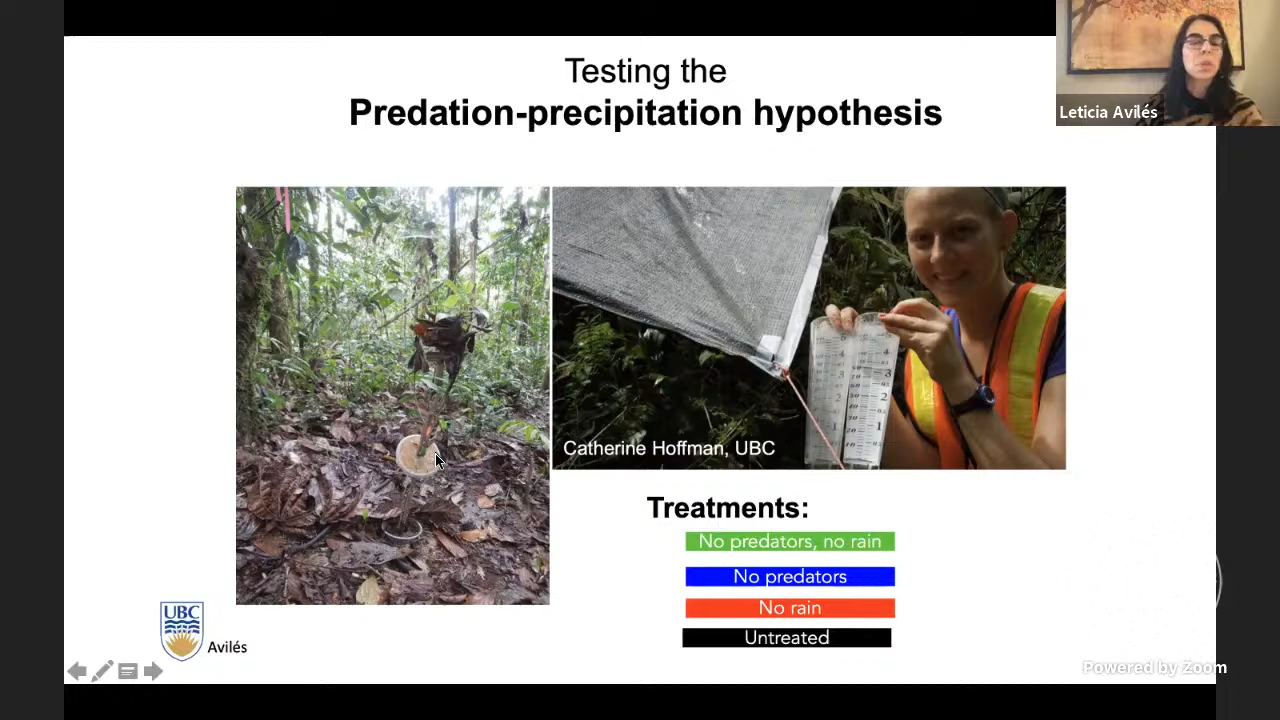 Testing the
Predation-precipitation hypothesis
Leticia Avilés
Catherine Hoffman, UBC
Treatments:
No predators, no rain
No predators
No rain
Untreated
UBC
Avilés
Powered by Zoom